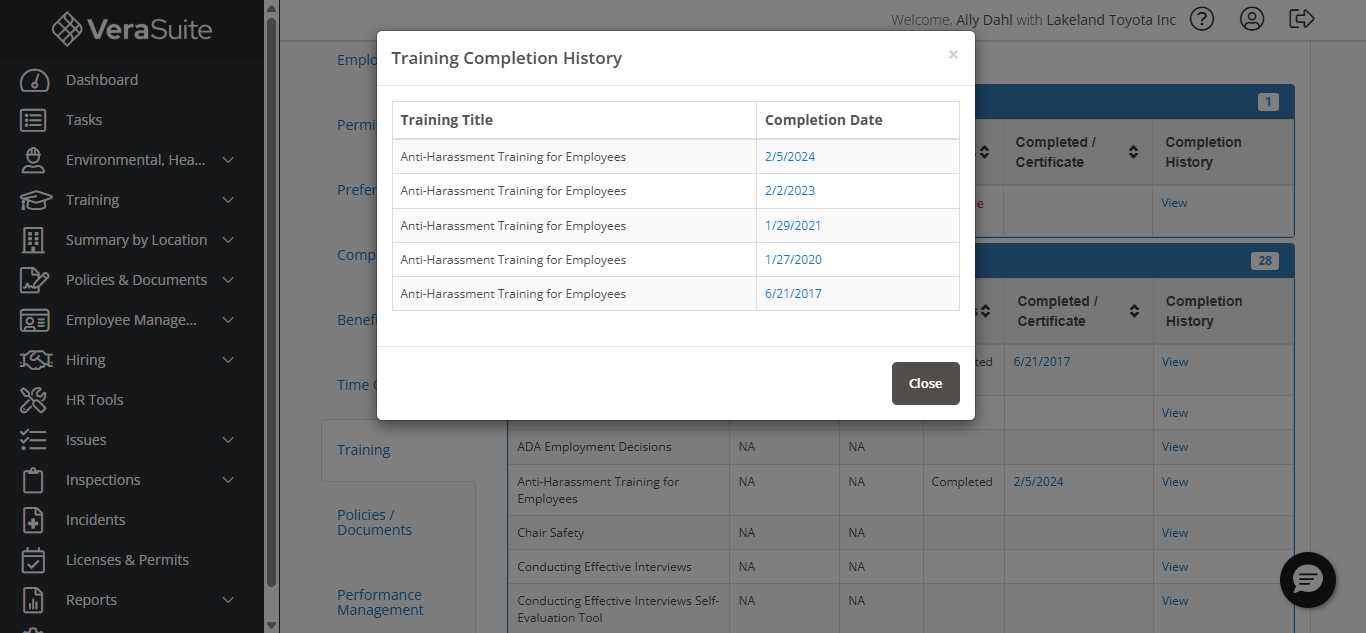 VeraSuite
Welcome, Ally Dahl with Lakeland Toyota Inc
Dashboard
Tasks
Environmental, Hea...
Training
Summary by Location
Policies & Documents
Employee Manage...
Hiring
HR Tools
Issues
Inspections
Incidents
Licenses & Permits
Reports
Training Completion History
×
Training Title Completion Date
Anti-Harassment Training for Employees 2/5/2024
Anti-Harassment Training for Employees 2/2/2023
Anti-Harassment Training for Employees 1/29/2021
Anti-Harassment Training for Employees 1/27/2020
Anti-Harassment Training for Employees 6/21/2017
Close
Training
Policies /
Documents
Performance
Management
1
Completed / Completion
Certificate History
View
28
Completed / Completion
Certificate History
6/21/2017 View
View
ADA Employment Decisions NA NA View
Anti-Harassment Training for NA NA Completed 2/5/2024 View
Employees
Chair Safety NA NA View
Conducting Effective Interviews NA NA View
Conducting Effective Interviews Self- NA NA View
Evaluation Tool